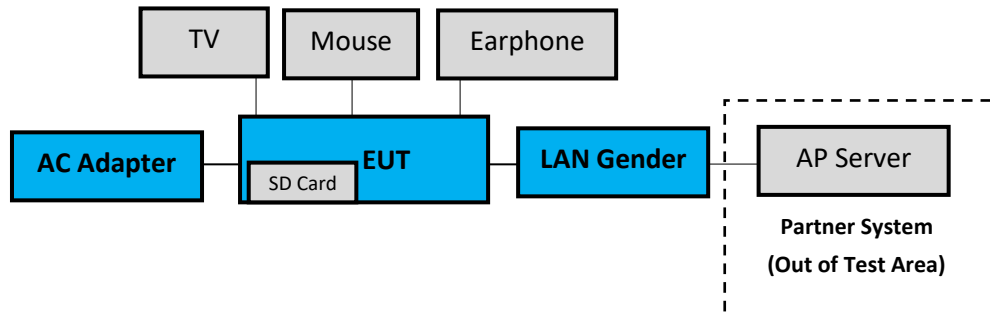 TV
Mouse
Earphone
AC Adapter
EUT
SD Card
LAN Gender
AP Server
Partner System
(Out of Test Area)